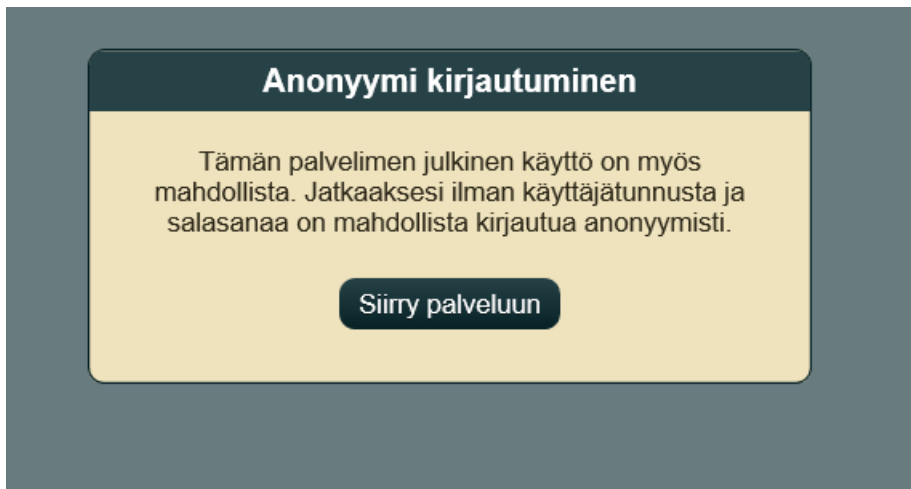 Anonyymi kirjautuminen
Tämän palvelimen julkinen käyttö on myös
mahdollista. Jatkaaksesi ilman käyttäjätunnusta ja
salasanaa on mahdollista kirjautua anonyymisti.
Siirry palveluun